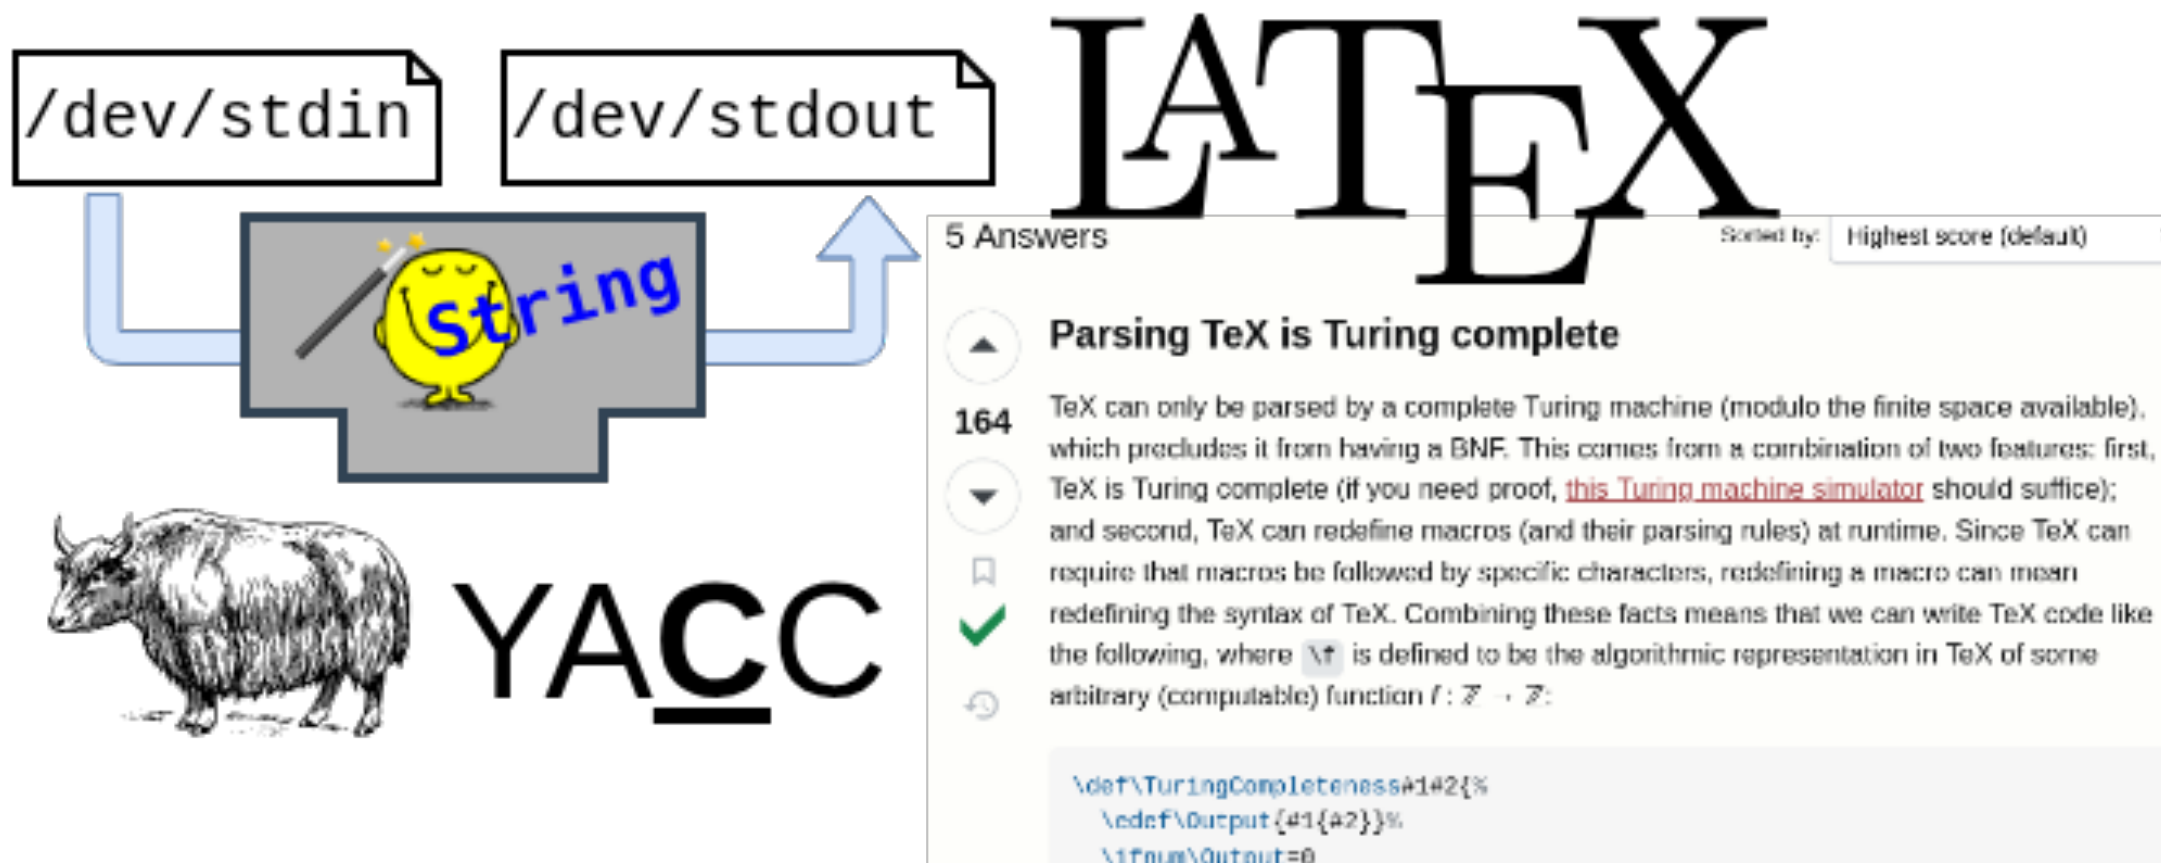 /dev/stdin
/dev/stdout
LATEX
String
YACC
5 Answers
Sorted by:
Highest score (default)
Parsing TeX is Turing complete
164
TeX can only be parsed by a complete Turing machine (modulo the finite space available),
which precludes it from having a BNF. This comes from a combination of two features: first,
TeX is Turing complete (if you need proof, this Turing machine simulator should suffice);
and second, TeX can redefine macros (and their parsing rules) at runtime. Since TeX can
require that macros be followed by specific characters, redefining a macro can mean
redefining the syntax of TeX. Combining these facts means that we can write TeX code like
the following, where \f is defined to be the algorithmic representation in TeX of some
arbitrary (computable) function f : ℤ → ℤ:
\def\TuringCompleteness#1#2{%
\edef\Output{#1{#2}}%
\ifnum\Output=0